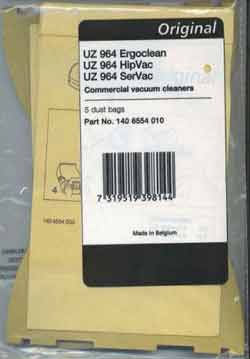 Original
UZ 964 Ergoclean
UZ 964 HipVac
UZ 964 SerVac
Commercial vacuum cleaners
5 dust bags
Part No. 140 6554 010
4
7 319519 398144
Made in Belgium